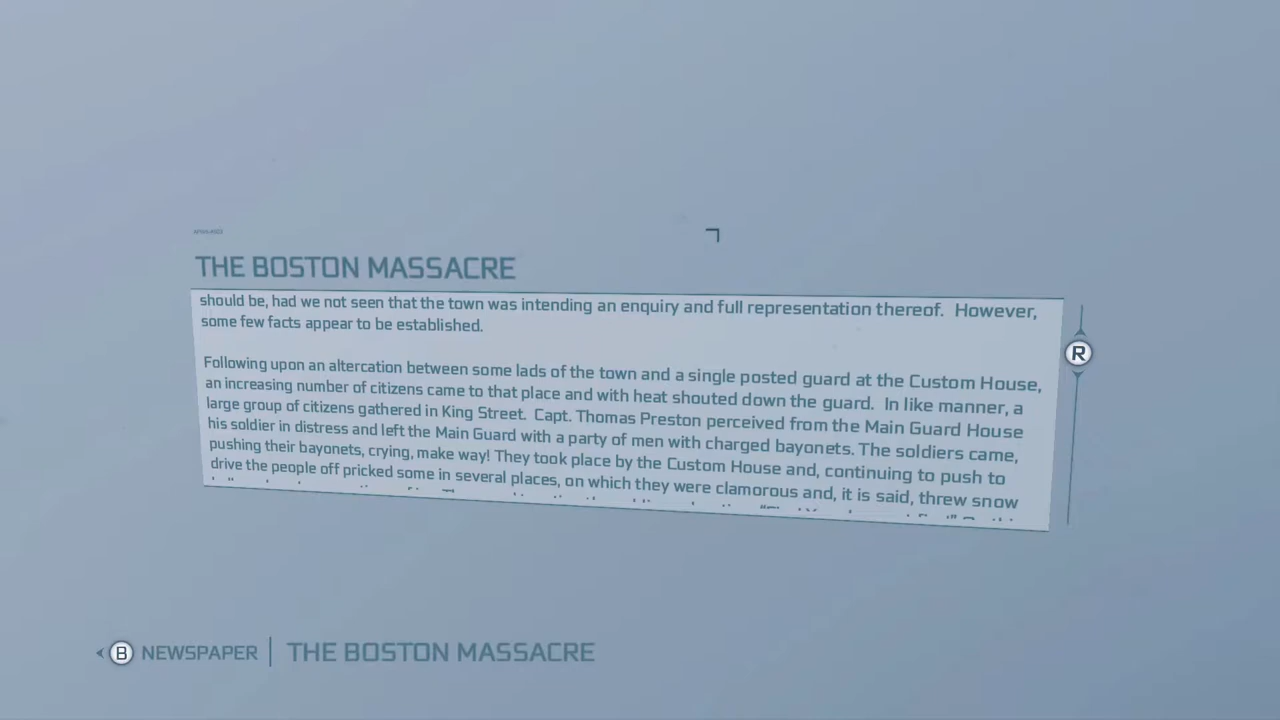 THE BOSTON MASSACRE
should be, had we not seen that the town was intending an enquiry and full representation thereof. However,
some few facts appear to be established.
Following upon an altercation between some lads of the town and a single posted guard at the Custom House,
an increasing number of citizens came to that place and with heat shouted down the guard. In like manner, a
large group of citizens gathered in King Street. Capt. Thomas Preston perceived from the Main Guard House
his soldier in distress and left the Main Guard with a party of men with charged bayonets. The soldiers came,
pushing their bayonets, crying, make way! They took place by the Custom House and, continuing to push to
drive the people off pricked some in several places, on which they were clamorous and, it is said, threw snow
R
B NEWSPAPER | THE BOSTON MASSACRE